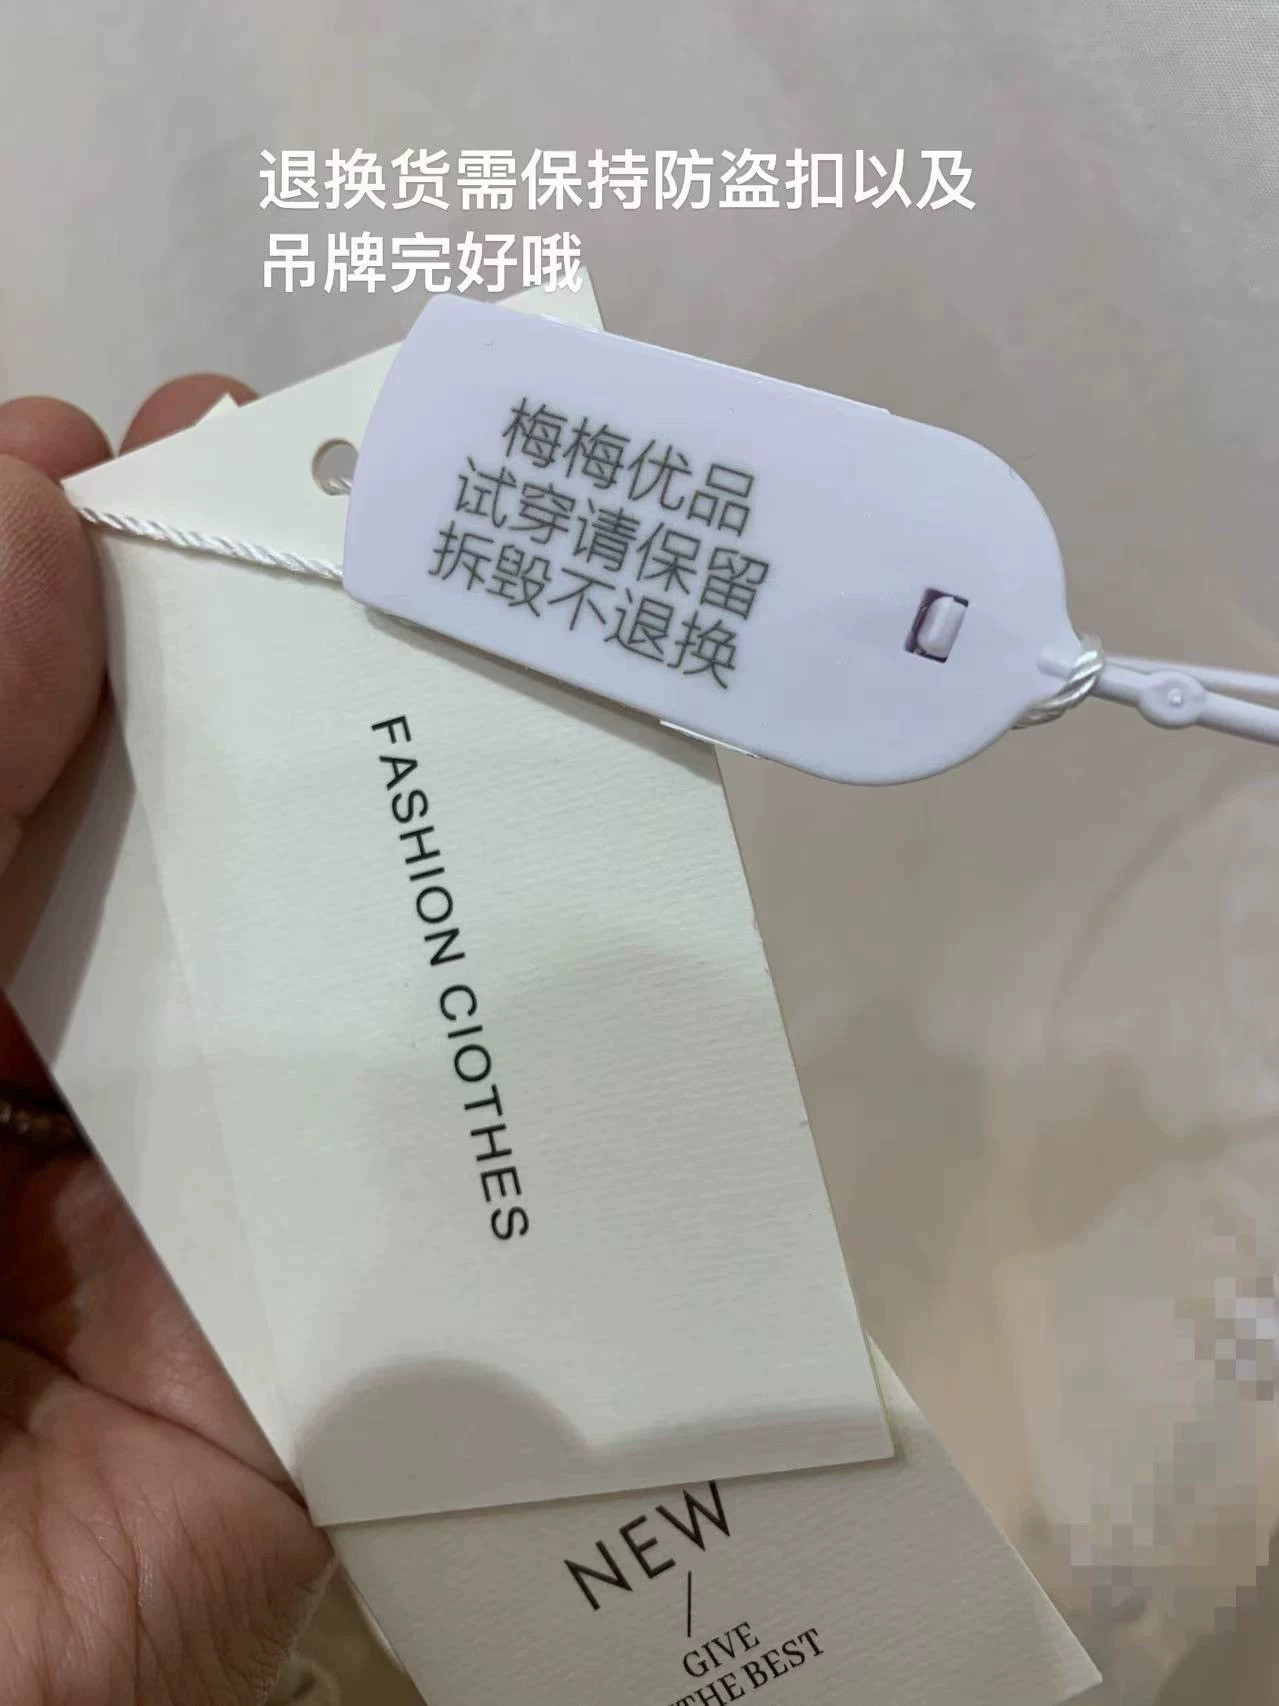 退换货需保持防盗扣以及
吊牌完好哦
梅梅优品
试穿请保留
拆毁不退换
FASHION CIOTHES
NEW
GIVE
THE BEST